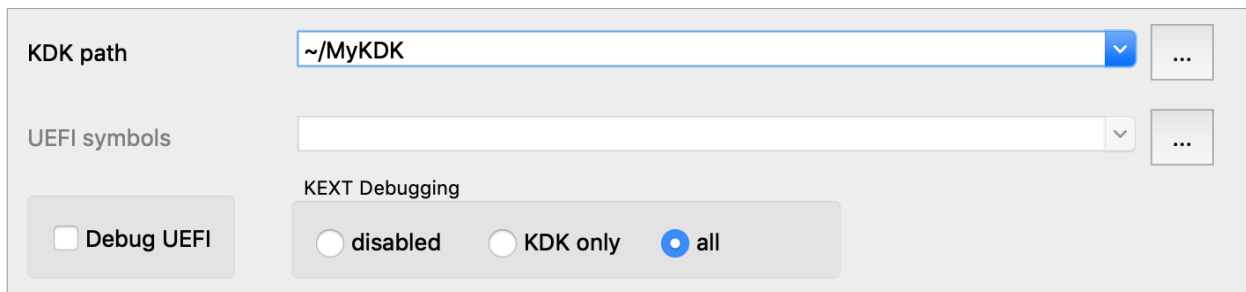 KDK path ~/MyKDK ...
UEFI symbols ...
KEXT Debugging
Debug UEFI disabled KDK only all